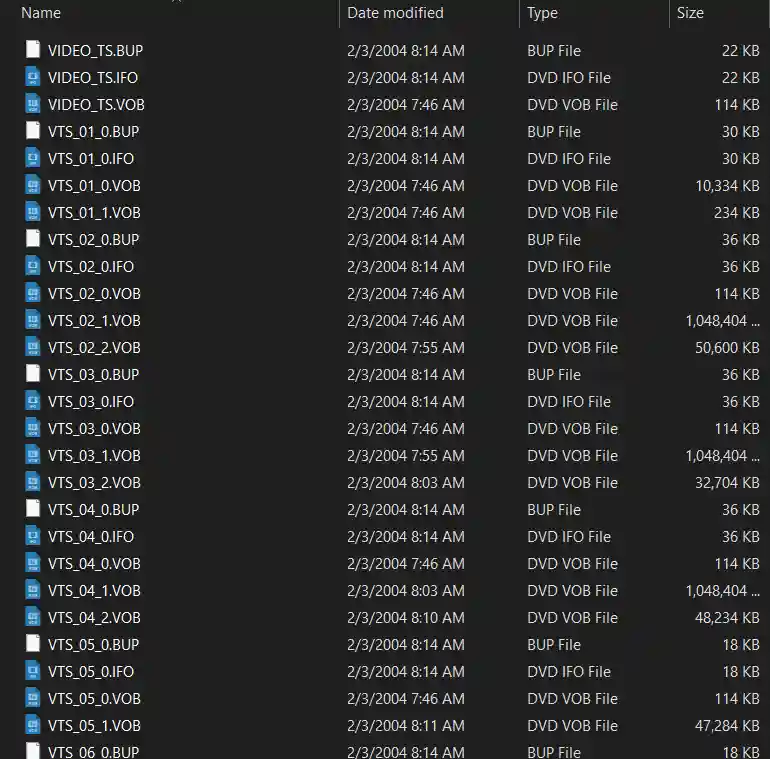 Name Date modified Type Size
VIDEO_TS.BUP 2/3/2004 8:14 AM BUP File 22 KB
VIDEO_TS.IFO 2/3/2004 8:14 AM DVD IFO File 22 KB
VIDEO_TS.VOB 2/3/2004 7:46 AM DVD VOB File 114 KB
VTS_01_0.BUP 2/3/2004 8:14 AM BUP File 30 KB
VTS_01_0.IFO 2/3/2004 8:14 AM DVD IFO File 30 KB
VTS_01_0.VOB 2/3/2004 7:46 AM DVD VOB File 10,334 KB
VTS_01_1.VOB 2/3/2004 7:46 AM DVD VOB File 234 KB
VTS_02_0.BUP 2/3/2004 8:14 AM BUP File 36 KB
VTS_02_0.IFO 2/3/2004 8:14 AM DVD IFO File 36 KB
VTS_02_0.VOB 2/3/2004 7:46 AM DVD VOB File 114 KB
VTS_02_1.VOB 2/3/2004 7:46 AM DVD VOB File 1,048,404 ...
VTS_02_2.VOB 2/3/2004 7:55 AM DVD VOB File 50,600 KB
VTS_03_0.BUP 2/3/2004 8:14 AM BUP File 36 KB
VTS_03_0.IFO 2/3/2004 8:14 AM DVD IFO File 36 KB
VTS_03_0.VOB 2/3/2004 7:46 AM DVD VOB File 114 KB
VTS_03_1.VOB 2/3/2004 7:55 AM DVD VOB File 1,048,404 ...
VTS_03_2.VOB 2/3/2004 8:03 AM DVD VOB File 32,704 KB
VTS_04_0.BUP 2/3/2004 8:14 AM BUP File 36 KB
VTS_04_0.IFO 2/3/2004 8:14 AM DVD IFO File 36 KB
VTS_04_0.VOB 2/3/2004 7:46 AM DVD VOB File 114 KB
VTS_04_1.VOB 2/3/2004 8:03 AM DVD VOB File 1,048,404 ...
VTS_04_2.VOB 2/3/2004 8:10 AM DVD VOB File 48,234 KB
VTS_05_0.BUP 2/3/2004 8:14 AM BUP File 18 KB
VTS_05_0.IFO 2/3/2004 8:14 AM DVD IFO File 18 KB
VTS_05_0.VOB 2/3/2004 7:46 AM DVD VOB File 114 KB
VTS_05_1.VOB 2/3/2004 8:11 AM DVD VOB File 47,284 KB
VTS_06_0.BUP 2/3/2004 8:14 AM BUP File 18 KB